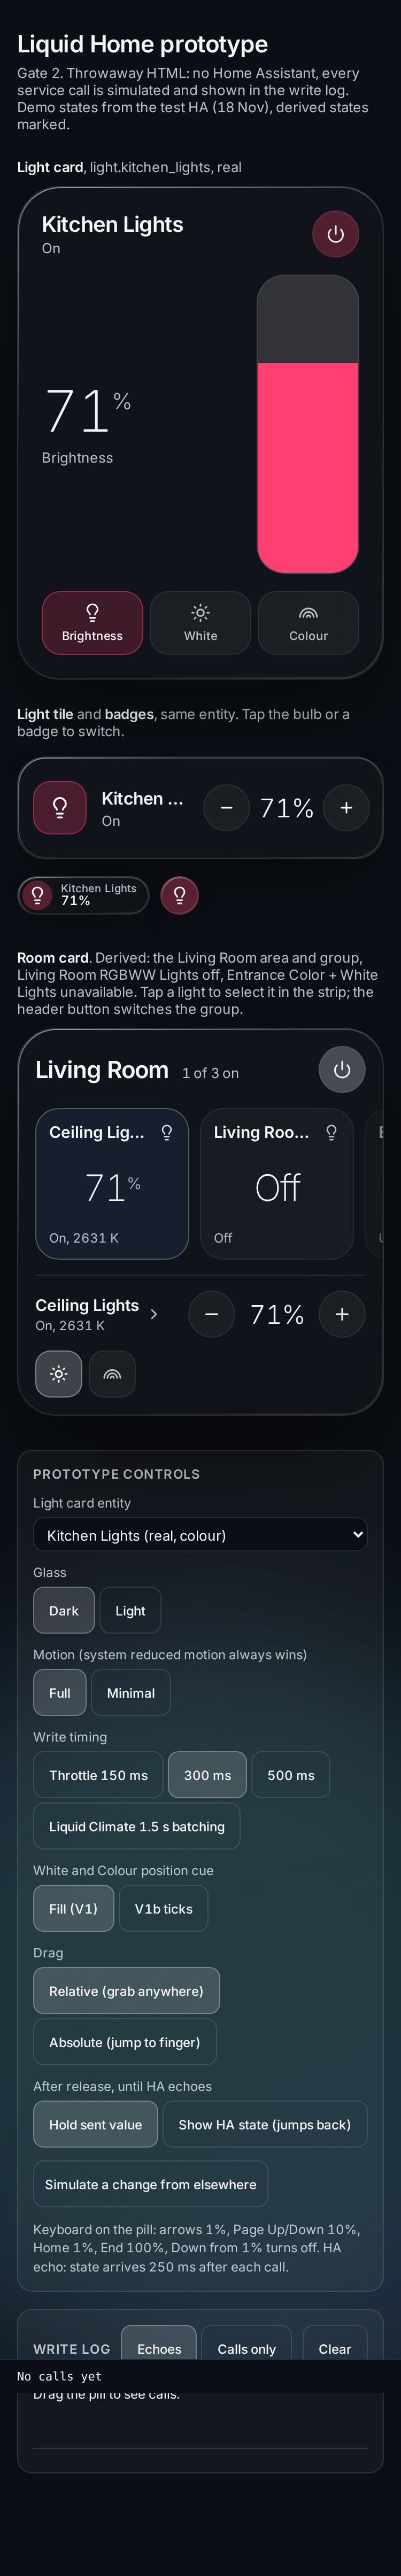 Liquid Home prototype
Gate 2. Throwaway HTML: no Home Assistant, every
service call is simulated and shown in the write log.
Demo states from the test HA (18 Nov), derived states
marked.
Light card, light.kitchen_lights, real
Kitchen Lights
On
71%
Brightness
Brightness
White
Colour
Light tile and badges, same entity. Tap the bulb or a
badge to switch.
Kitchen ...
On
− 71% +
Kitchen Lights
71%
Room card. Derived: the Living Room area and group,
Living Room RGBWW Lights off, Entrance Color + White
Lights unavailable. Tap a light to select it in the strip; the
header button switches the group.
Living Room 1 of 3 on
Ceiling Lig...
71%
On, 2631 K
Living Roo...
Off
Off
Ceiling Lights
On, 2631 K
− 71% +
PROTOTYPE CONTROLS
Light card entity
Kitchen Lights (real, colour)
Glass
Dark
Light
Motion (system reduced motion always wins)
Full
Minimal
Write timing
Throttle 150 ms
300 ms
500 ms
Liquid Climate 1.5 s batching
White and Colour position cue
Fill (V1)
V1b ticks
Drag
Relative (grab anywhere)
Absolute (jump to finger)
After release, until HA echoes
Hold sent value
Show HA state (jumps back)
Simulate a change from elsewhere
Keyboard on the pill: arrows 1%, Page Up/Down 10%,
Home 1%, End 100%, Down from 1% turns off. HA
echo: state arrives 250 ms after each call.
WRITE LOG
Echoes
Calls only
Clear
No calls yet
Drag the pill to see calls.